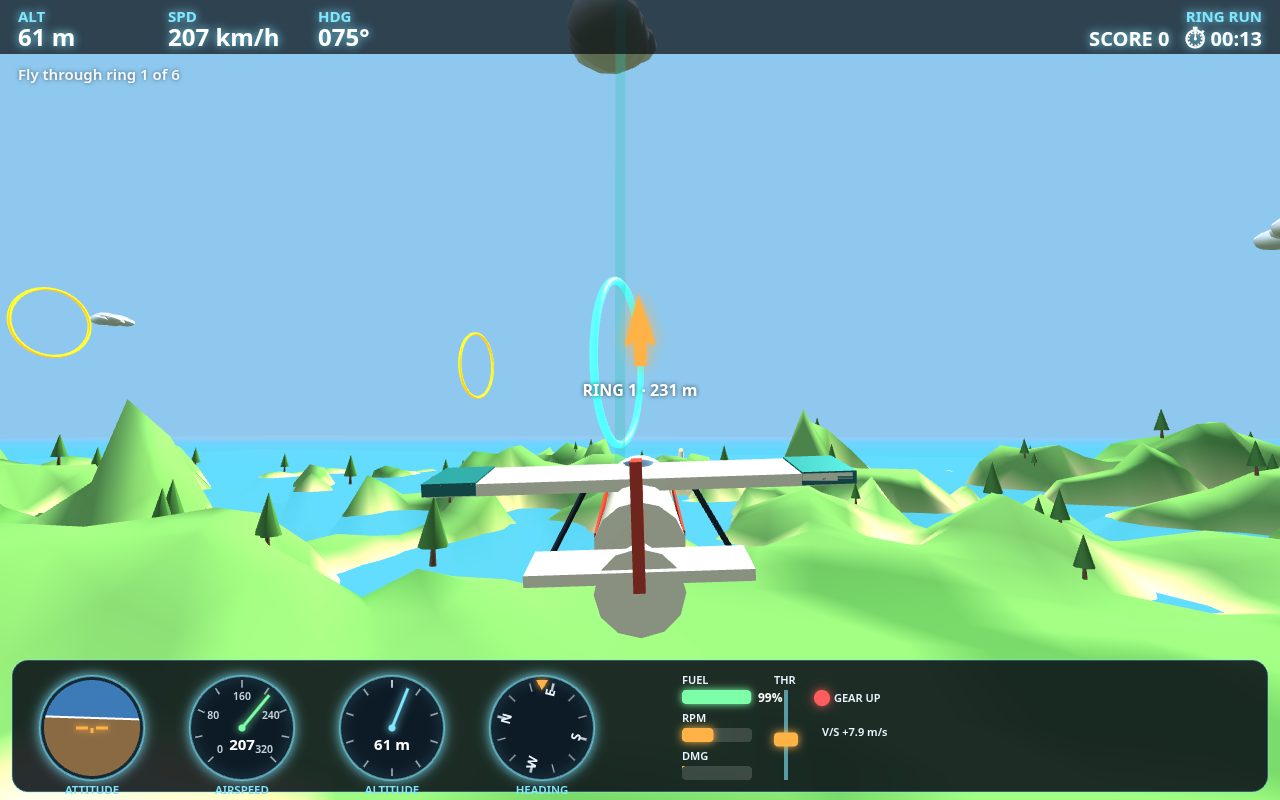 ALT
61 m
SPD
207 km/h
HDG
075°
RING RUN
SCORE 0 ⏱ 00:13
Fly through ring 1 of 6
RING 1 · 231 m
FUEL
99%
THR
GEAR UP
RPM
V/S +7.9 m/s
DMG
80
160
240
0
207
320
61 m
N
E
S
W
ATTITUDE
AIRSPEED
ALTITUDE
HEADING